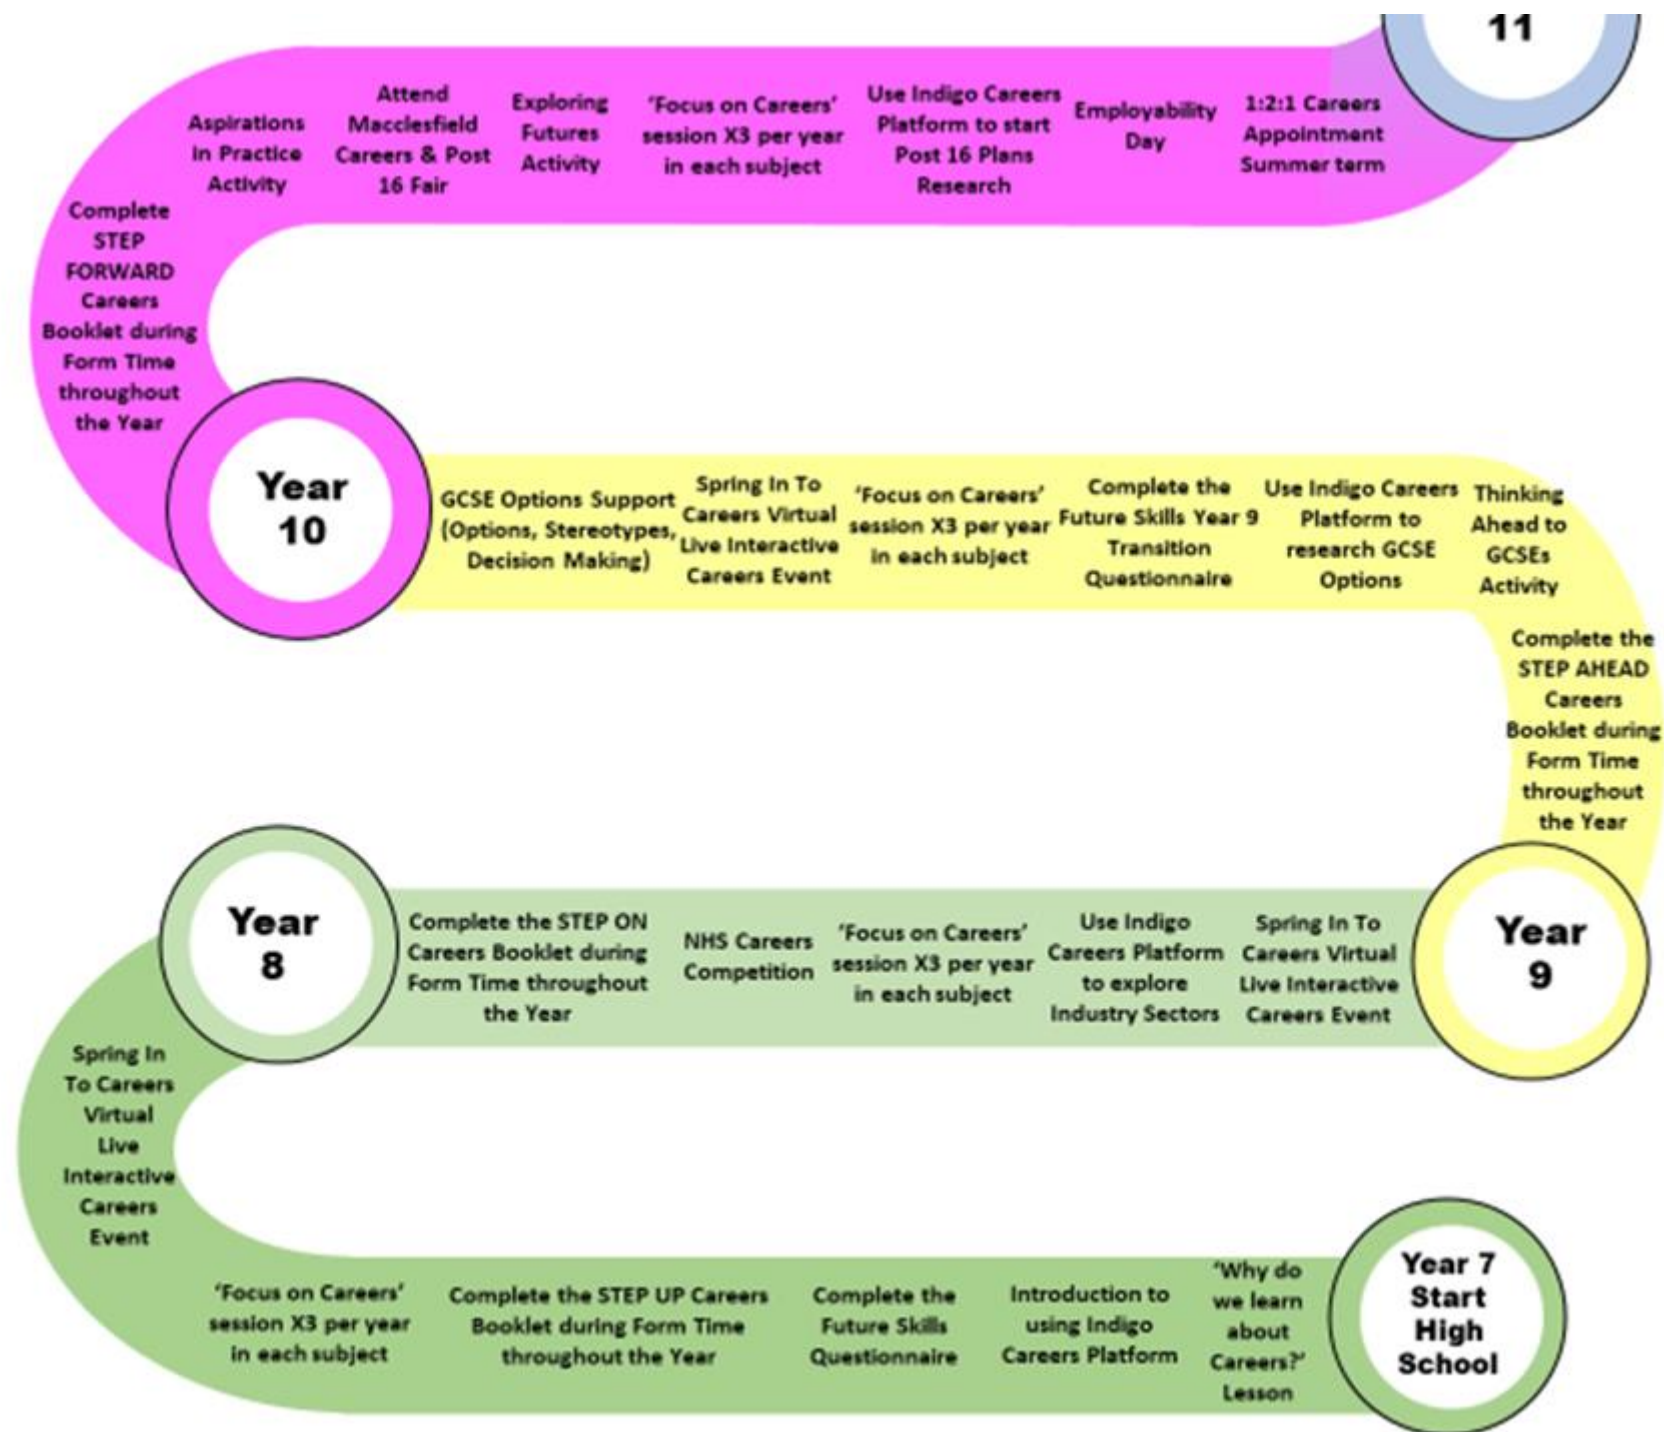 11
Aspirations
In Practice
Activity
Attend
Macclesfield
Careers & Post
16 Fair
Exploring
Futures
Activity
‘Focus on Careers’
session X3 per year
in each subject
Use Indigo Careers
Platform to start
Post 16 Plans
Research
Employability
Day
1:2:1 Careers
Appointment
Summer term
Complete
STEP
FORWARD
Careers
Booklet during
Form Time
throughout
the Year
Year
10
GCSE Options Support
(Options, Stereotypes,
Decision Making)
Spring In To
Careers Virtual
Live Interactive
Careers Event
‘Focus on Careers’
session X3 per year
in each subject
Complete the
Future Skills Year 9
Transition
Questionnaire
Use Indigo Careers
Platform to
research GCSE
Options
Thinking
Ahead to
GCSEs
Activity
Complete the
STEP AHEAD
Careers
Booklet during
Form Time
throughout
the Year
Year
8
Complete the STEP ON
Careers Booklet during
Form Time throughout
the Year
NHS Careers
Competition
‘Focus on Careers’
session X3 per year
in each subject
Use Indigo
Careers Platform
to explore
Industry Sectors
Spring In To
Careers Virtual
Live Interactive
Careers Event
Year
9
Spring In
To Careers
Virtual
Live
Interactive
Careers
Event
‘Focus on Careers’
session X3 per year
in each subject
Complete the STEP UP Careers
Booklet during Form Time
throughout the Year
Complete the
Future Skills
Questionnaire
Introduction to
using Indigo
Careers Platform
‘Why do
we learn
about
Careers?’
Lesson
Year 7
Start
High
School